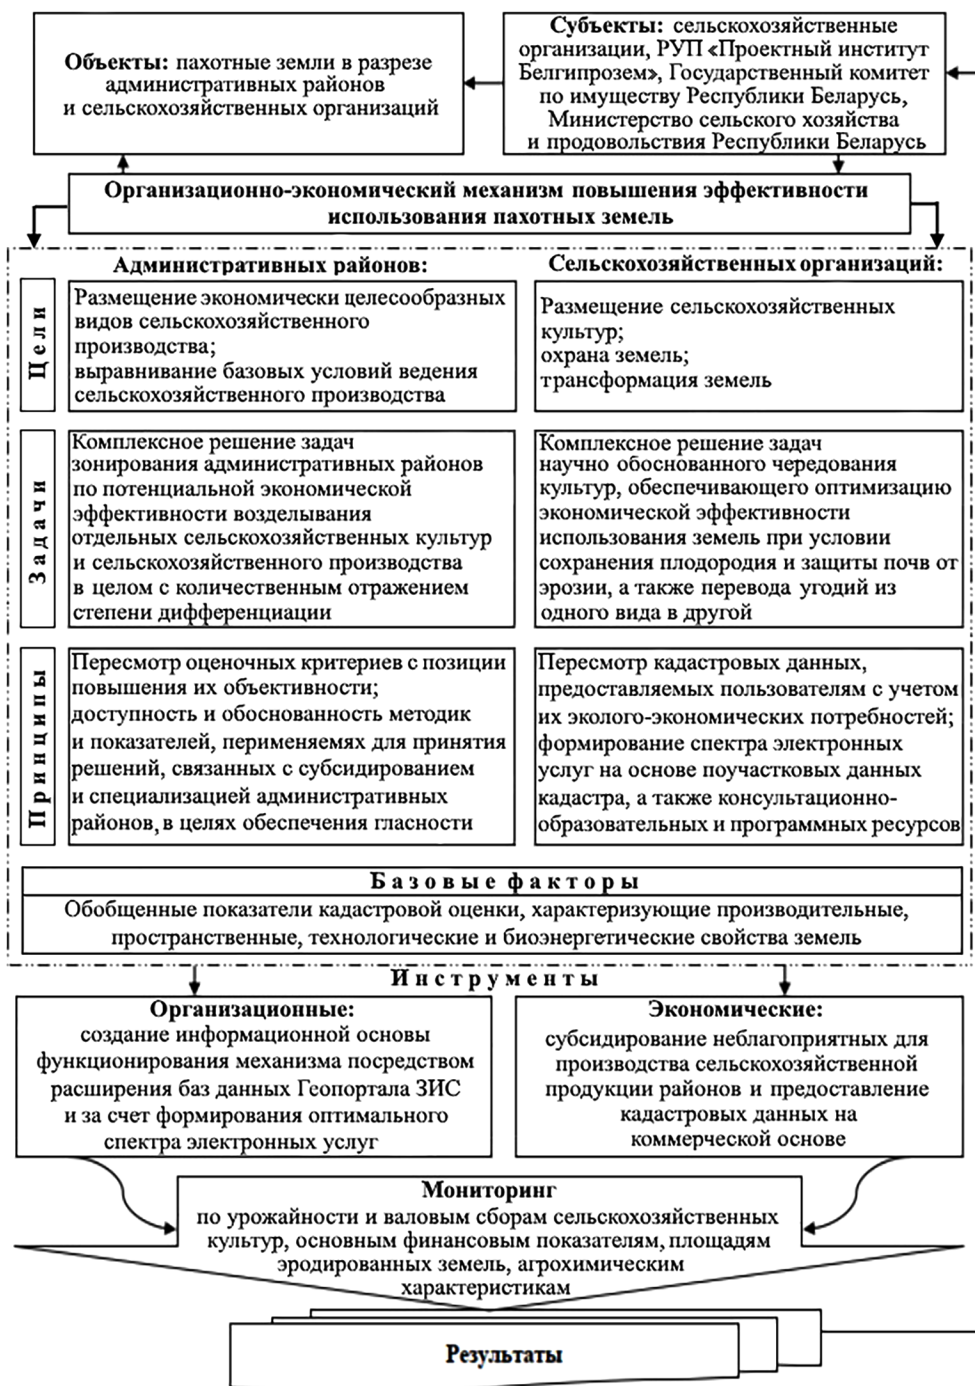 Объекты: пахотные земли в разрезе
административных районов
и сельскохозяйственных организаций
Субъекты: сельскохозяйственные
организации, РУП «Проектный институт
Белгипрозем», Государственный комитет
по имуществу Республики Беларусь,
Министерство сельского хозяйства
и продовольствия Республики Беларусь
Организационно-экономический механизм повышения эффективности
использования пахотных земель
Административных районов:
Сельскохозяйственных организаций:
Цели
Размещение экономически целесообразных
видов сельскохозяйственного
производства;
выравнивание базовых условий ведения
сельскохозяйственного производства
Размещение сельскохозяйственных
культур;
охрана земель;
трансформация земель
Задачи
Комплексное решение задач
зонирования административных районов
по потенциальной экономической
эффективности возделывания
отдельных сельскохозяйственных культур
и сельскохозяйственного производства
в целом с количественным отражением
степени дифференциации
Комплексное решение задач
научно обоснованного чередования
культур, обеспечивающего оптимизацию
экономической эффективности
использования земель при условии
сохранения плодородия и защиты почв от
эрозии, а также перевода угодий из
одного вида в другой
Принципы
Пересмотр оценочных критериев с позиции
повышения их объективности;
доступность и обоснованность методик
и показателей, перименяемях для принятия
решений, связанных с субсидированием
и специализацией административных
районов, в целях обеспечения гласности
Пересмотр кадастровых данных,
предоставляемых пользователям с учетом
их эколого-экономических потребностей;
формирование спектра электронных
услуг на основе поучастковых данных
кадастра, а также консультационно-
образовательных и программных ресурсов
Базовые факторы
Обобщенные показатели кадастровой оценки, характеризующие производительные,
пространственные, технологические и биоэнергетические свойства земель
Инструменты
Организационные:
создание информационной основы
функционирования механизма посредством
расширения баз данных Геопортала ЗИС
и за счет формирования оптимального
спектра электронных услуг
Экономические:
субсидирование неблагоприятных для
производства сельскохозяйственной
продукции районов и предоставление
кадастровых данных на
коммерческой основе
Мониторинг
по урожайности и валовым сборам сельскохозяйственных
культур, основным финансовым показателям, площадям
эродированных земель, агрохимическим
характеристикам
Результаты